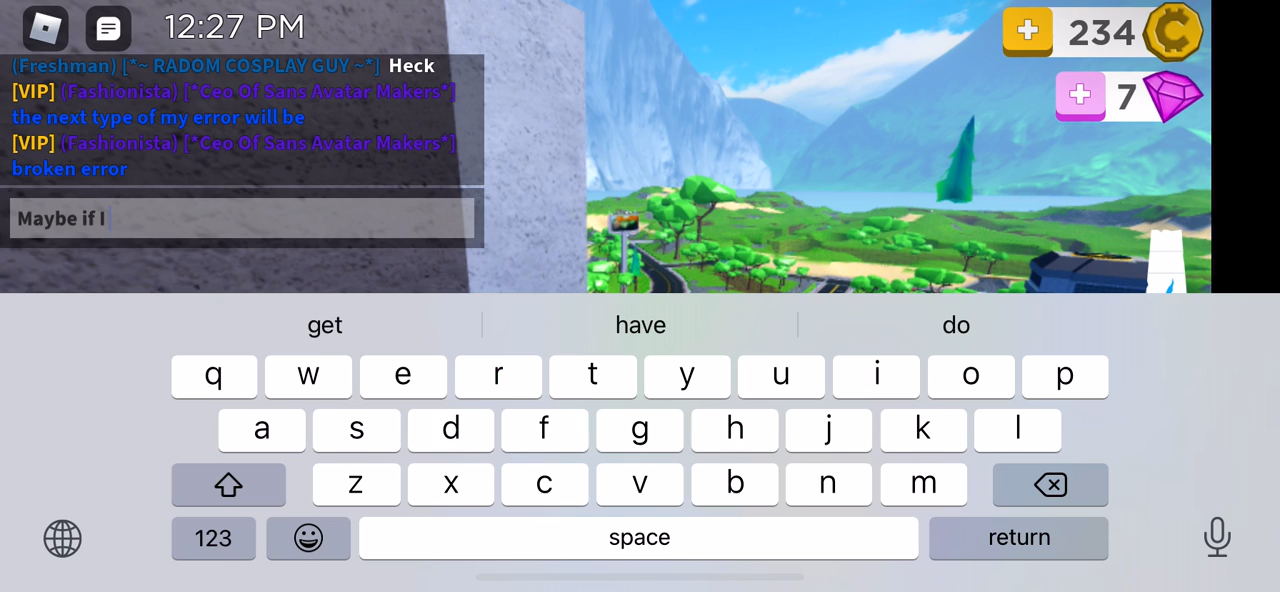 12:27 PM
234
7
(Freshman) [*~ RADOM COSPLAY GUY ~*] Heck
[VIP] (Fashionista) [*Ceo Of Sans Avatar Makers*]
the next type of my error will be
[VIP] (Fashionista) [*Ceo Of Sans Avatar Makers*]
broken error
Maybe if I
get have do
q w e r t y u i o p
a s d f g h j k l
z x c v b n m
123 space return